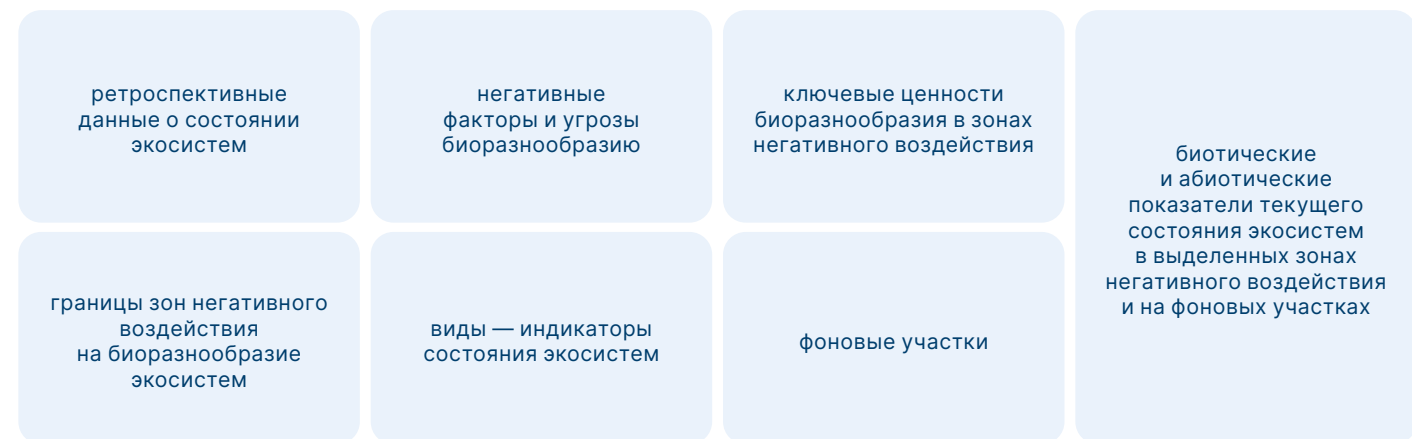 ретроспективные
данные о состоянии
экосистем
негативные
факторы и угрозы
биоразнообразию
ключевые ценности
биоразнообразия в зонах
негативного воздействия
биотические
и абиотические
показатели текущего
состояния экосистем
в выделенных зонах
негативного воздействия
и на фоновых участках
границы зон негативного
воздействия
на биоразнообразие
экосистем
виды — индикаторы
состояния экосистем
фоновые участки